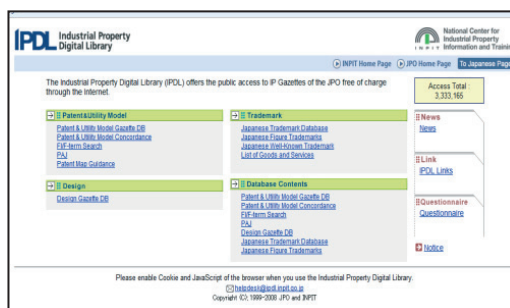 IPDL Industrial Property
Digital Library
National Center for
Industrial Property
INPIT Information and Training
INPIT Home Page JPO Home Page To Japanese Page
The Industrial Property Digital Library (IPDL) offers the public access to IP Gazettes of the JPO free of charge
through the Internet.
Access Total :
3,333,165
Patent&Utility Model
Patent & Utility Model Gazette DB
Patent & Utility Model Concordance
FI/F-term Search
PAJ
Patent Map Guidance
Trademark
Japanese Trademark Database
Japanese Figure Trademarks
Japanese Well-Known Trademark
List of Goods and Services
Design
Design Gazette DB
Database Contents
Patent & Utility Model Gazette DB
Patent & Utility Model Concordance
FI/F-term Search
PAJ
Design Gazette DB
Japanese Trademark Database
Japanese Figure Trademarks
News
News
Link
IPDL Links
Questionnaire
Questionnaire
Notice
Please enable Cookie and JavaScript of the browser when you use the Industrial Property Digital Library.
helpdesk@ipdl.inpit.go.jp
Copyright (C); 1999-2008 JPO and INPIT